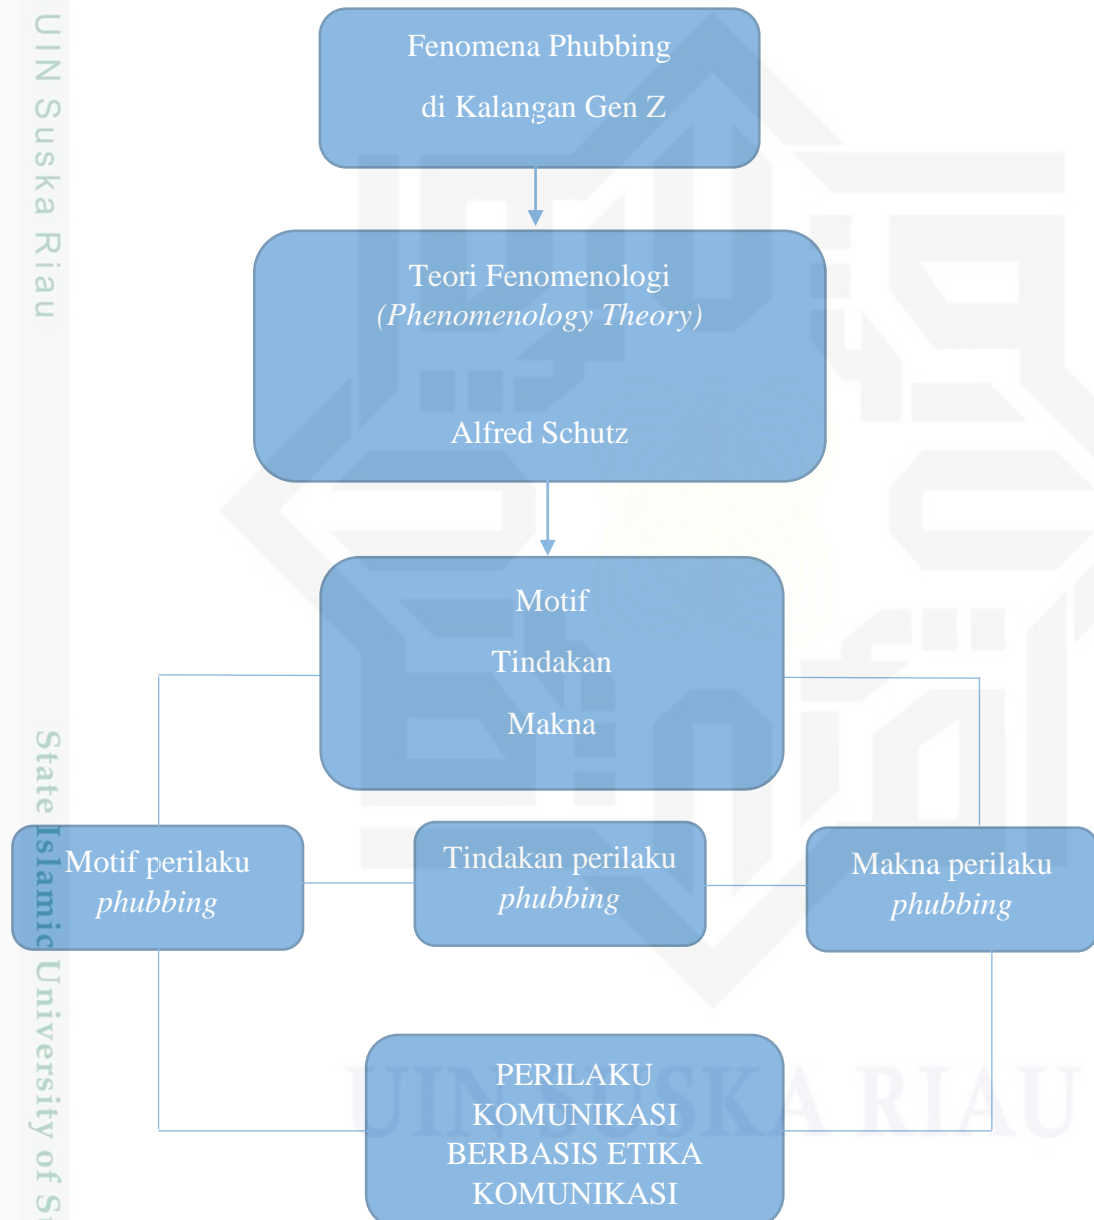 UIN Suska Riau
State Islamic University of
Fenomena Phubbing
di Kalangan Gen Z
Teori Fenomenologi
(Phenomenology Theory)
Alfred Schutz
Motif
Tindakan
Makna
Motif perilaku
phubbing
Tindakan perilaku
phubbing
Makna perilaku
phubbing
PERILAKU
KOMUNIKASI
BERBASIS ETIKA
KOMUNIKASI
UIN SUSKA RIAU